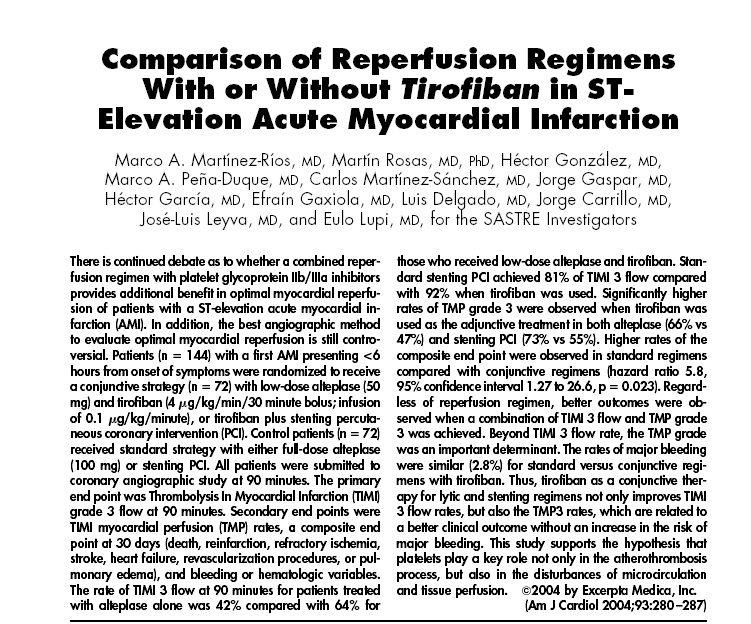 Comparison of Reperfusion Regimens
With or Without Tirofiban in ST-
Elevation Acute Myocardial Infarction
Marco A. Martínez-Ríos, MD, Martín Rosas, MD, PhD, Héctor González, MD,
Marco A. Peña-Duque, MD, Carlos Martínez-Sánchez, MD, Jorge Gaspar, MD,
Héctor García, MD, Efraín Gaxiola, MD, Luis Delgado, MD, Jorge Carrillo, MD,
José-Luis Leyva, MD, and Eulo Lupi, MD, for the SASTRE Investigators
There is continued debate as to whether a combined reper-
fusion regimen with platelet glycoprotein IIb/IIIa inhibitors
provides additional benefit in optimal myocardial reperfu-
sion of patients with a ST-elevation acute myocardial in-
farction (AMI). In addition, the best angiographic method
to evaluate optimal myocardial reperfusion is still contro-
versial. Patients (n = 144) with a first AMI presenting <6
hours from onset of symptoms were randomized to receive
a conjunctive strategy (n = 72) with low-dose alteplase (50
mg) and tirofiban (4 μg/kg/min/30 minute bolus; infusion
of 0.1 μg/kg/minute), or tirofiban plus stenting percuta-
neous coronary intervention (PCI). Control patients (n = 72)
received standard strategy with either full-dose alteplase
(100 mg) or stenting PCI. All patients were submitted to
coronary angiographic study at 90 minutes. The primary
end point was Thrombolysis In Myocardial Infarction (TIMI)
grade 3 flow at 90 minutes. Secondary end points were
TIMI myocardial perfusion (TMP) rates, a composite end
point at 30 days (death, reinfarction, refractory ischemia,
stroke, heart failure, revascularization procedures, or pul-
monary edema), and bleeding or hematologic variables.
The rate of TIMI 3 flow at 90 minutes for patients treated
with alteplase alone was 42% compared with 64% for
those who received low-dose alteplase and tirofiban. Stan-
dard stenting PCI achieved 81% of TIMI 3 flow compared
with 92% when tirofiban was used. Significantly higher
rates of TMP grade 3 were observed when tirofiban was
used as the adjunctive treatment in both alteplase (66% vs
47%) and stenting PCI (73% vs 55%). Higher rates of the
composite end point were observed in standard regimens
compared with conjunctive regimens (hazard ratio 5.8,
95% confidence interval 1.27 to 26.6, p = 0.023). Regard-
less of reperfusion regimen, better outcomes were ob-
served when a combination of TIMI 3 flow and TMP grade
3 was achieved. Beyond TIMI 3 flow rate, the TMP grade
was an important determinant. The rates of major bleeding
were similar (2.8%) for standard versus conjunctive regi-
mens with tirofiban. Thus, tirofiban as a conjunctive ther-
apy for lytic and stenting regimens not only improves TIMI
3 flow rates, but also the TMP3 rates, which are related to
a better clinical outcome without an increase in the risk of
major bleeding. This study supports the hypothesis that
platelets play a key role not only in the atherothrombosis
process, but also in the disturbances of microcirculation
and tissue perfusion. ©2004 by Excerpta Medica, Inc.
(Am J Cardiol 2004;93:280–287)